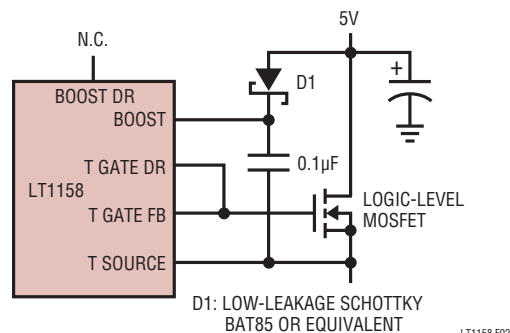 5V
N.C.
+
BOOST DR
D1
BOOST
T GATE DR
0.1µF
LT1158
LOGIC-LEVEL
MOSFET
T GATE FB
T SOURCE
D1: LOW-LEAKAGE SCHOTTKY
BAT85 OR EQUIVALENT
LT1158 F02